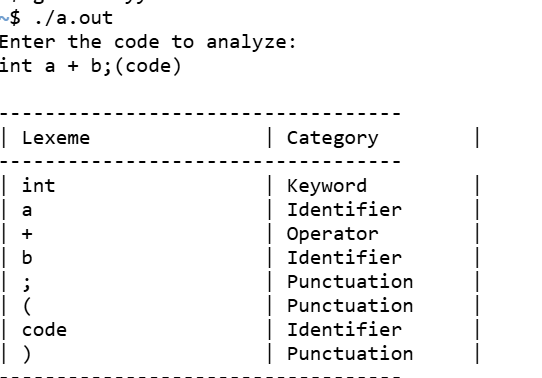 ~$ ./a.out
Enter the code to analyze:
int a + b;(code)
----------------------------------
| Lexeme | Category |
----------------------------------
| int | Keyword |
| a | Identifier |
| + | Operator |
| b | Identifier |
| ; | Punctuation |
| ( | Punctuation |
| code | Identifier |
| ) | Punctuation |
----------------------------------